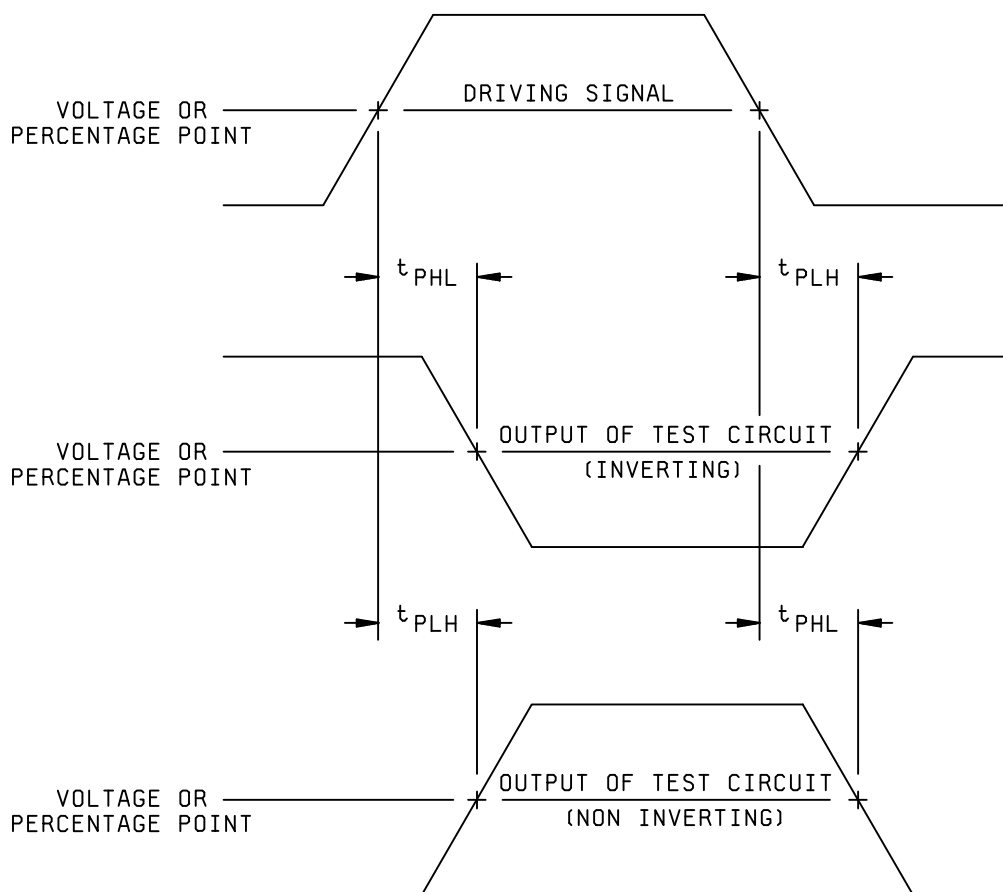 DRIVING SIGNAL
VOLTAGE OR
PERCENTAGE POINT
tPHL
tPLH
OUTPUT OF TEST CIRCUIT
(INVERTING)
VOLTAGE OR
PERCENTAGE POINT
tPLH
tPHL
OUTPUT OF TEST CIRCUIT
(NON INVERTING)
VOLTAGE OR
PERCENTAGE POINT